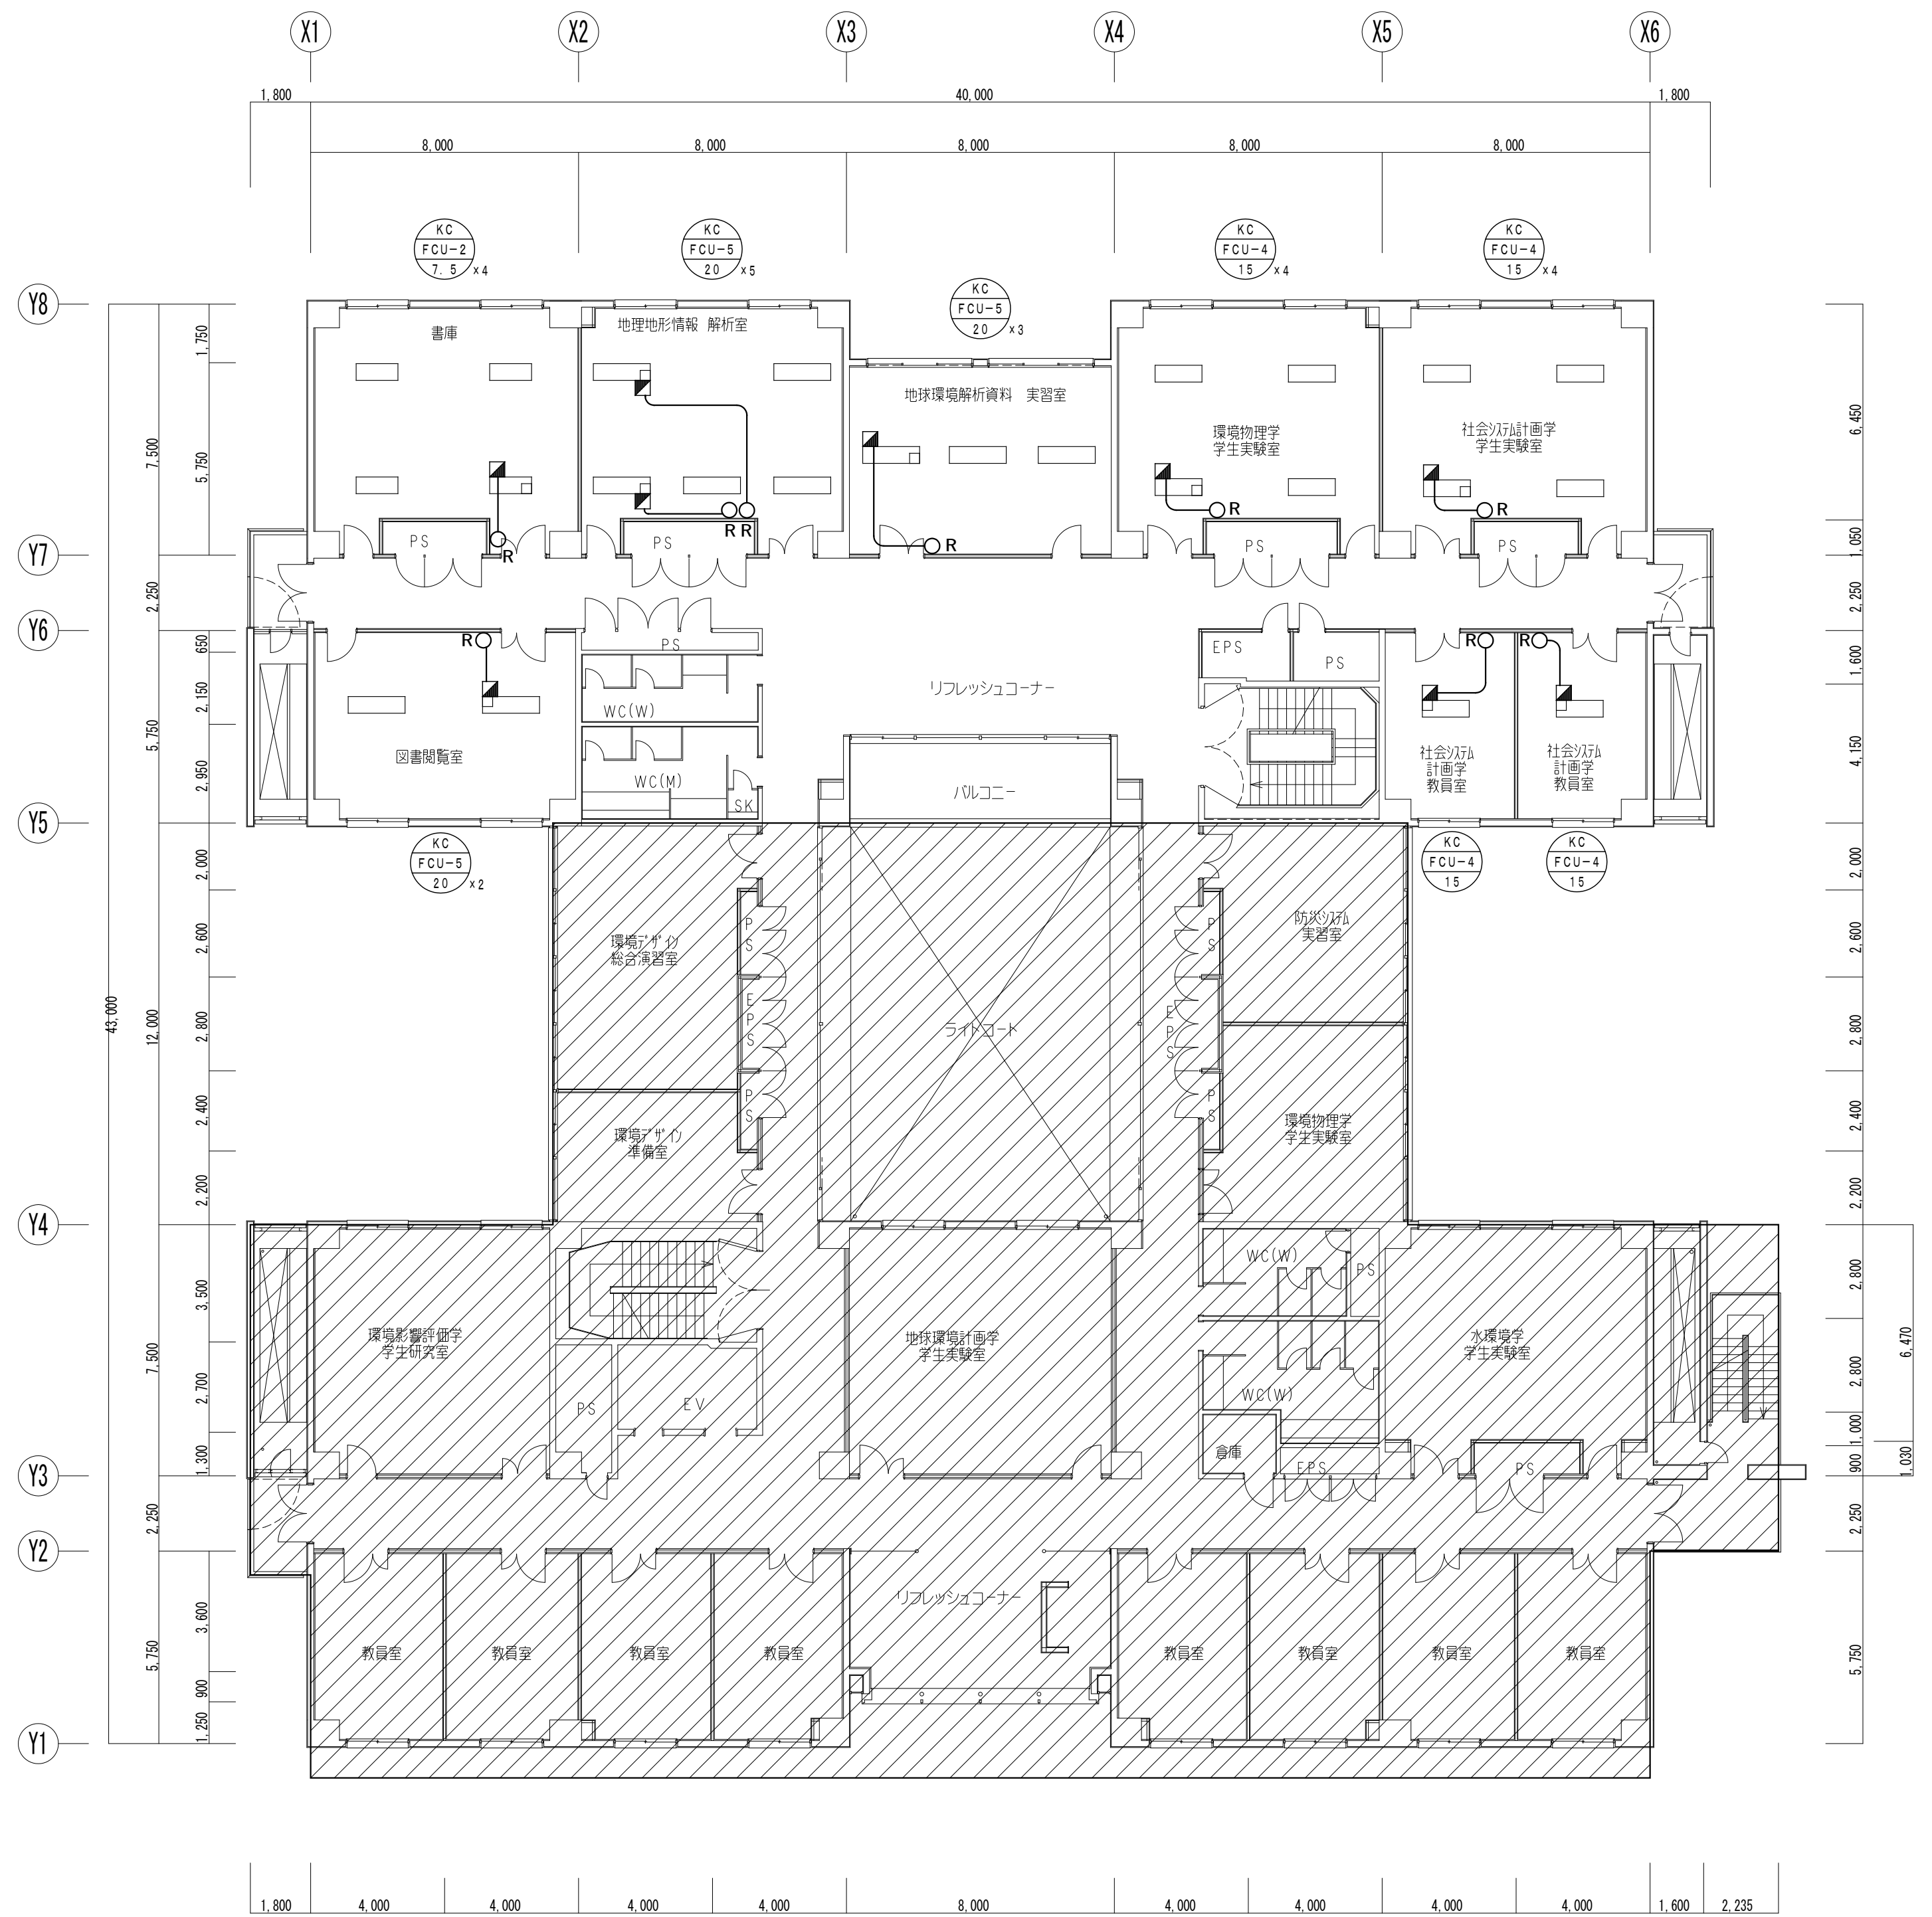 X1 X2 X3 X4 X5 X6
1,800 40,000 1,800
8,000 8,000 8,000 8,000 8,000
KC
FCU-2
7.5 x4
KC
FCU-5
20 x5
KC
FCU-5
20 x3
KC
FCU-4
15 x4
KC
FCU-4
15 x4
Y8
Y7
Y6
Y5
Y4
Y3
Y2
Y1
43,000
7,500
2,250
5,750
12,000
7,500
2,250
5,750
1,750
5,750
650
2,150
2,950
2,000
2,600
2,800
2,400
2,200
3,500
2,700
1,300
3,600
900
1,250
書庫
地理地形情報 解析室
地球環境解析資料 実習室
環境物理学
学生実験室
社会システム計画学
学生実験室
R
R R
R
R
R
PS
PS
PS
PS
R
R
R
PS
EPS
PS
リフレッシュコーナー
WC(W)
図書閲覧室
WC(M)
SK
バルコニー
社会システム
計画学
教員室
社会システム
計画学
教員室
KC
FCU-5
20 x2
KC
FCU-4
15
KC
FCU-4
15
環境デザイン
総合演習室
PS
EPS
PS
環境デザイン
準備室
ライトコート
PS
EPS
PS
防災システム
実習室
環境物理学
学生実験室
環境影響評価学
学生研究室
PS
EV
地球環境計画学
学生実験室
WC(W)
PS
WC(W)
倉庫
EPS
水環境学
学生実験室
PS
リフレッシュコーナー
教員室 教員室 教員室 教員室 教員室 教員室 教員室 教員室
6,450
1,050
2,250
1,600
4,150
2,000
2,600
2,800
2,400
2,200
2,800
2,800
1,000
900
2,250
5,750
6,470
1,030
1,800 4,000 4,000 4,000 4,000 8,000 4,000 4,000 4,000 4,000 1,600 2,235